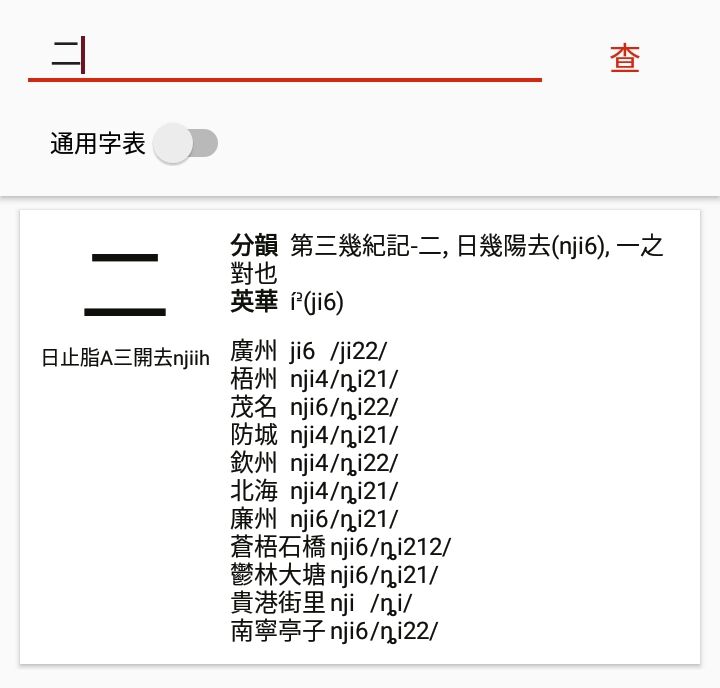 二
查
通用字表
二
日止脂A三開去njiih
分韻 第三幾紀記-二, 日幾陽去(nji6), 一之
對也
英華 í²(ji6)
廣州 ji6 /ji22/
梧州 nji4/ȵi21/
茂名 nji6/ȵi22/
防城 nji4/ȵi21/
欽州 nji4/ȵi22/
北海 nji4/ȵi21/
廉州 nji6/ȵi21/
蒼梧石橋 nji6/ȵi212/
鬱林大塘 nji6/ȵi21/
貴港街里 nji /ȵi/
南寧亭子 nji6/ȵi22/